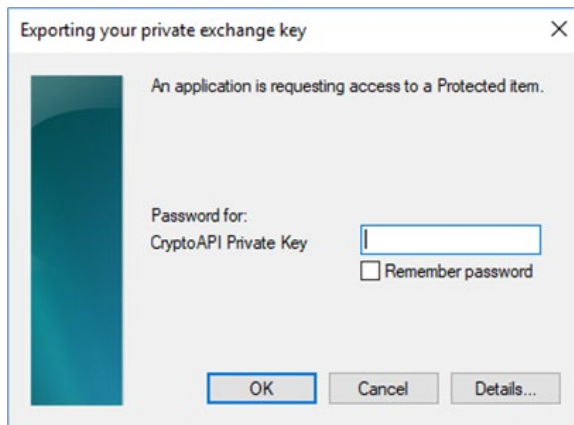 Exporting your private exchange key
An application is requesting access to a Protected item.
Password for:
CryptoAPI Private Key
Remember password
OK
Cancel
Details...